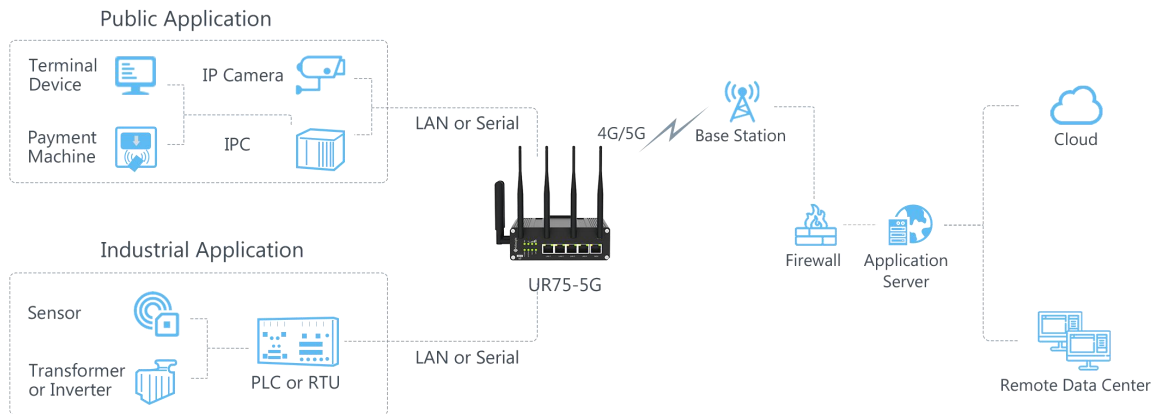 Public Application
Terminal
Device
IP Camera
Payment
Machine
IPC
LAN or Serial
4G/5G
Base Station
Cloud
UR75-5G
Firewall
Application
Server
Industrial Application
Sensor
Transformer
or Inverter
PLC or RTU
LAN or Serial
Remote Data Center